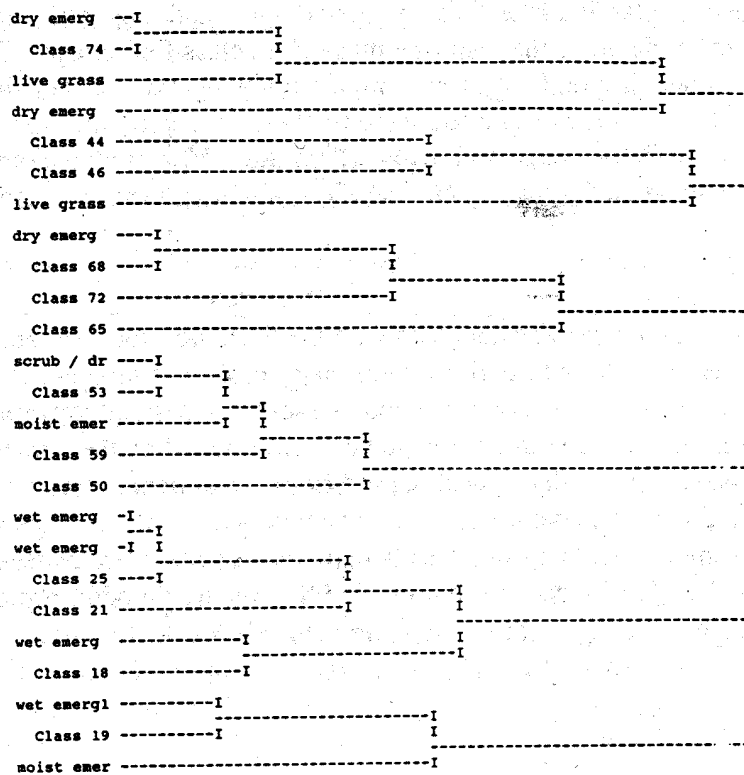 dry emerg
Class 74
live grass
dry emerg
Class 44
Class 46
live grass
dry emerg
Class 68
Class 72
Class 65
scrub / dr
Class 53
moist emer
Class 59
Class 50
wet emerg
wet emerg
Class 25
Class 21
wet emerg
Class 18
wet emergl
Class 19
moist emer